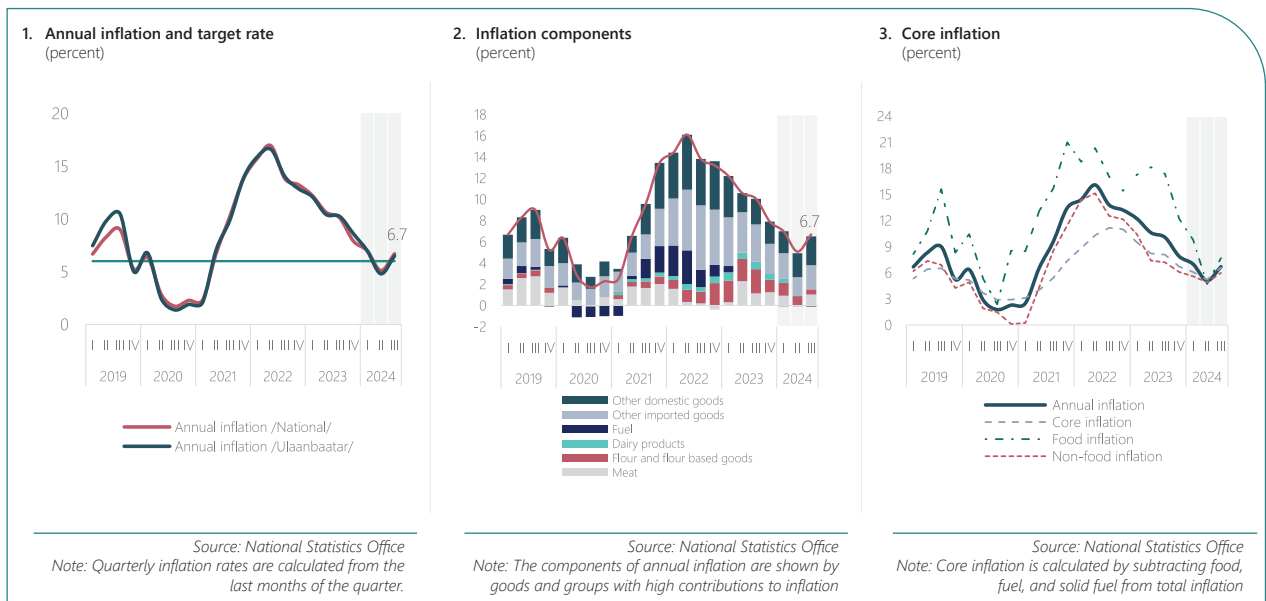 1. Annual inflation and target rate
(percent)
20
15
10
5
0
6.7
I II III IV I II III IV I II III IV I II III IV I II III IV I II III
2019 2020 2021 2022 2023 2024
Annual inflation /National/
Annual inflation /Ulaanbaatar/
Source: National Statistics Office
Note: Quarterly inflation rates are calculated from the
last months of the quarter.
2. Inflation components
(percent)
18
16
14
12
10
8
6
4
2
0
-2
6.7
I II III IV I II III IV I II III IV I II III IV I II III IV I II III
2019 2020 2021 2022 2023 2024
Other domestic goods
Other imported goods
Fuel
Dairy products
Flour and flour based goods
Meat
Source: National Statistics Office
Note: The components of annual inflation are shown by
goods and groups with high contributions to inflation
3. Core inflation
(percent)
24
21
18
15
12
9
6
3
0
I II III IV I II III IV I II III IV I II III IV I II III IV I II III
2019 2020 2021 2022 2023 2024
Annual inflation
Core inflation
Food inflation
Non-food inflation
Source: National Statistics Office
Note: Core inflation is calculated by subtracting food,
fuel, and solid fuel from total inflation